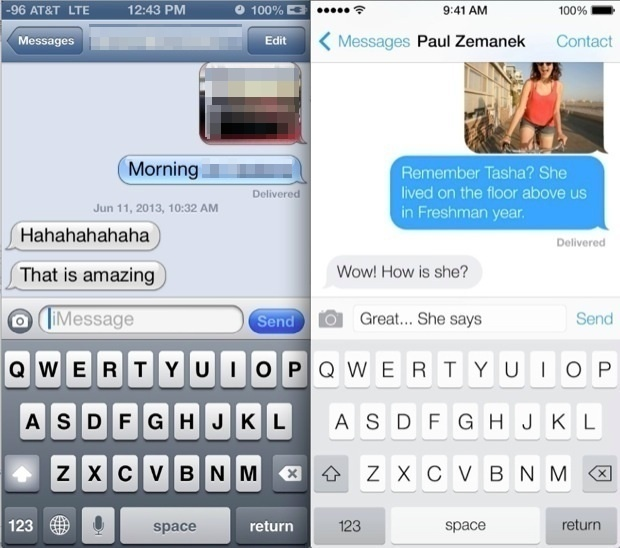 -96 AT&T LTE 12:43 PM 100%
Messages Edit
Morning
Delivered
Jun 11, 2013, 10:32 AM
Hahahahahaha
That is amazing
iMessage Send
Q W E R T Y U I O P
A S D F G H J K L
Z X C V B N M
123 space return
9:41 AM 100%
Messages Paul Zemanek Contact
Remember Tasha? She
lived on the floor above us
in Freshman year.
Delivered
Wow! How is she?
Great... She says Send
Q W E R T Y U I O P
A S D F G H J K L
Z X C V B N M
123 space return